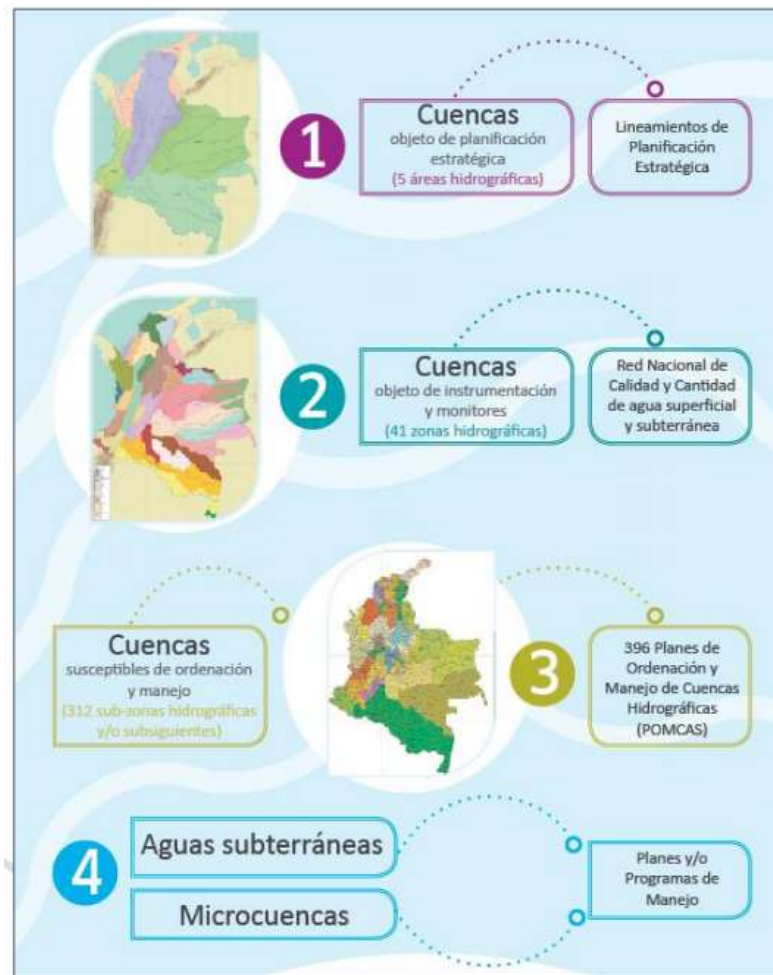 1
Cuencas
objeto de planificación
estratégica
(5 áreas hidrográficas)
Lineamientos de
Planificación
Estratégica
2
Cuencas
objeto de instrumentación
y monitores
(41 zonas hidrográficas)
Red Nacional de
Calidad y Cantidad
de agua superficial
y subterránea
Cuencas
susceptibles de ordenación
y manejo
(312 sub-zonas hidrográficas
y/o subsiguientes)
3
396 Planes de
Ordenación y
Manejo de Cuencas
Hidrográficas
(POMCAS)
4
Aguas subterráneas
Microcuencas
Planes y/o
Programas de
Manejo